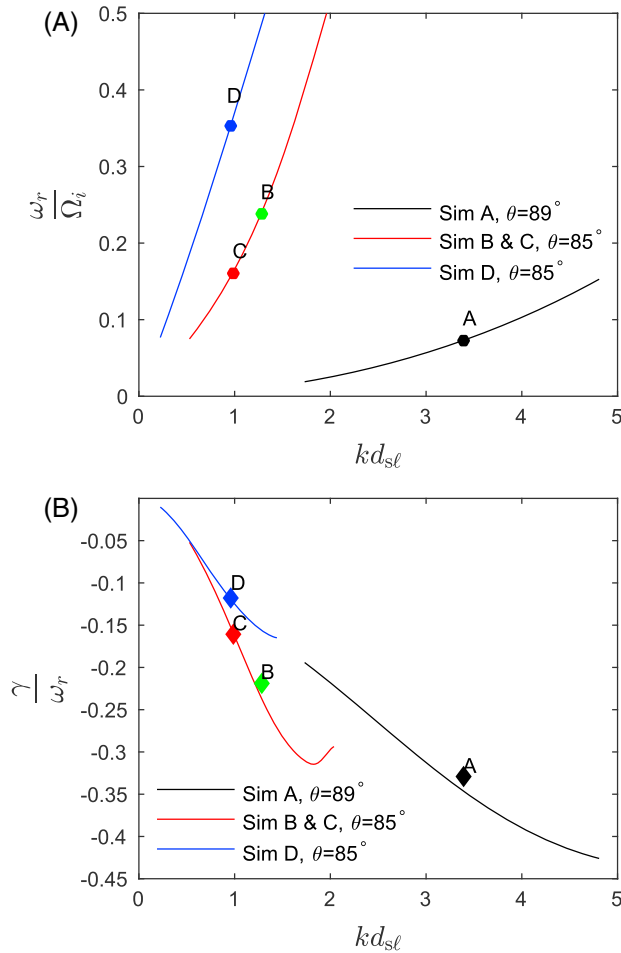 (A)
0.5
0.4
0.3
0.2
0.1
0
ω_r/Ω_i
D
B
C
A
Sim A, θ=89°
Sim B & C, θ=85°
Sim D, θ=85°
0 1 2 3 4 5
kd_sℓ
(B)
-0.05
-0.1
-0.15
-0.2
-0.25
-0.3
-0.35
-0.4
-0.45
γ/ω_r
D
C
B
A
Sim A, θ=89°
Sim B & C, θ=85°
Sim D, θ=85°
0 1 2 3 4 5
kd_sℓ